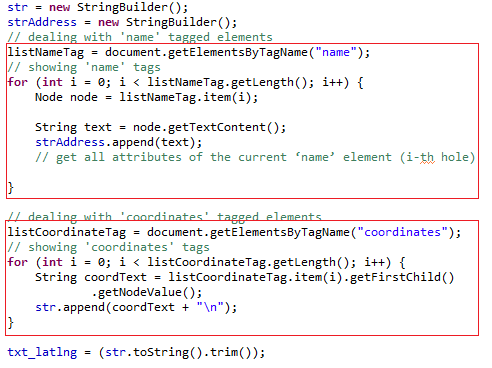 str = new StringBuilder();
strAddress = new StringBuilder();
// dealing with 'name' tagged elements
listNameTag = document.getElementsByTagName("name");
// showing 'name' tags
for (int i = 0; i < listNameTag.getLength(); i++) {
Node node = listNameTag.item(i);
String text = node.getTextContent();
strAddress.append(text);
// get all attributes of the current ‘name’ element (i-th hole)
}
// dealing with 'coordinates' tagged elements
listCoordinateTag = document.getElementsByTagName("coordinates");
// showing 'coordinates' tags
for (int i = 0; i < listCoordinateTag.getLength(); i++) {
String coordText = listCoordinateTag.item(i).getFirstChild()
.getNodeValue();
str.append(coordText + "\n");
}
txt_latlng = (str.toString().trim());